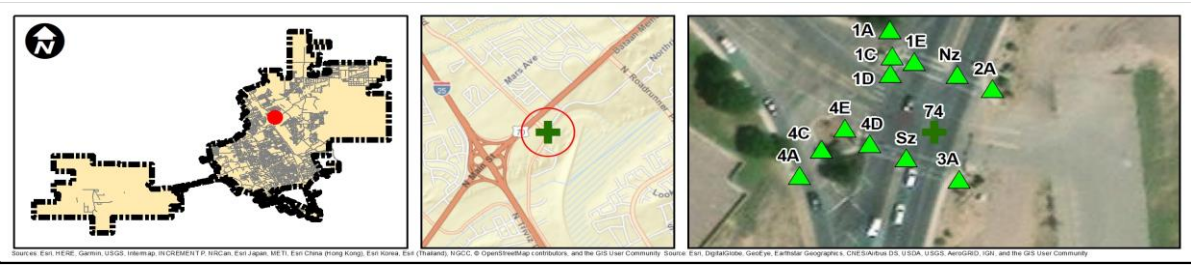 N
Mars Ave
25
N Main St
1A
1C
1E
Nz
1D
2A
74
4E
4C
4D
Sz
4A
3A
Sources: Esri, HERE, Garmin, USGS, Intermap, INCREMENT P, NRCan, Esri Japan, METI, Esri China (Hong Kong), Esri Korea, Esri (Thailand), NGCC, © OpenStreetMap contributors, and the GIS User Community Source: Esri, DigitalGlobe, GeoEye, Earthstar Geographics, CNES/Airbus DS, USDA, USGS, AeroGRID, IGN, and the GIS User Community